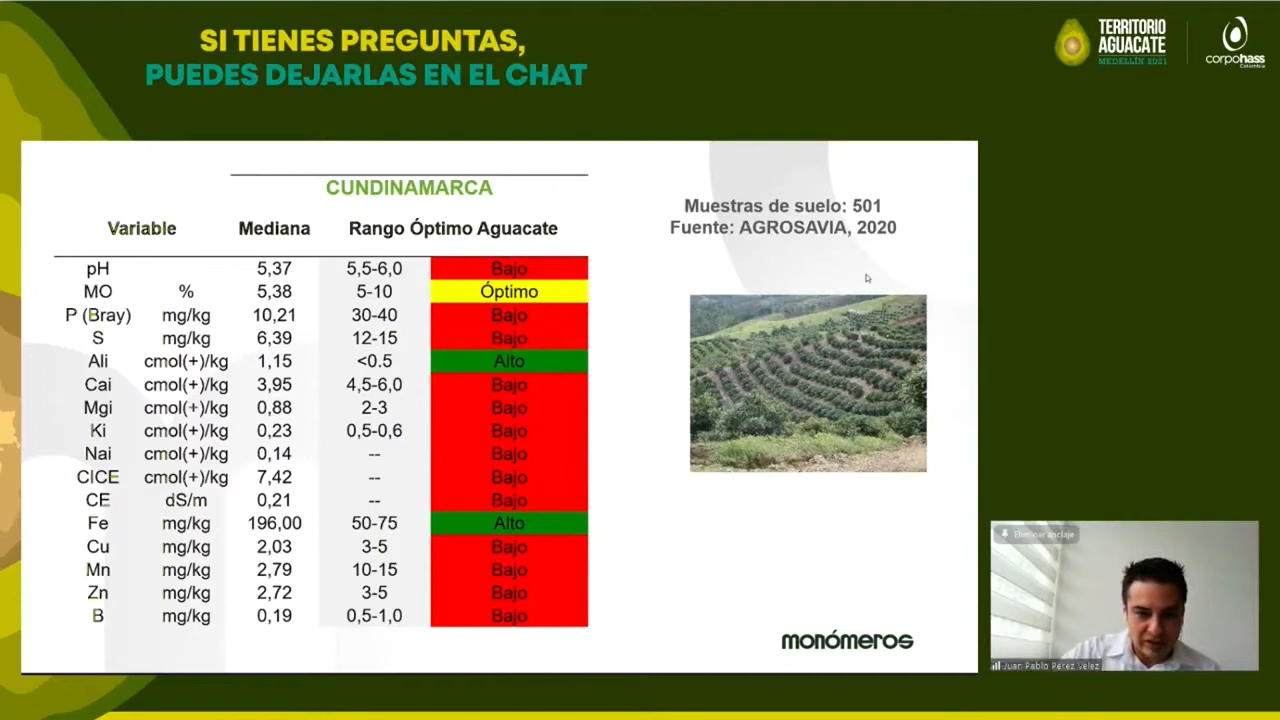 SI TIENES PREGUNTAS,
PUEDES DEJARLAS EN EL CHAT
TERRITORIO
AGUACATE
MEDELLÍN 2021
corpohass
Colombia
CUNDINAMARCA
Variable Mediana Rango Óptimo Aguacate
pH 5,37 5,5-6,0 Bajo
MO % 5,38 5-10 Óptimo
P (Bray) mg/kg 10,21 30-40 Bajo
S mg/kg 6,39 12-15 Bajo
Ali cmol(+)/kg 1,15 <0.5 Alto
Cai cmol(+)/kg 3,95 4,5-6,0 Bajo
Mgi cmol(+)/kg 0,88 2-3 Bajo
Ki cmol(+)/kg 0,23 0,5-0,6 Bajo
Nai cmol(+)/kg 0,14 -- Bajo
CICE cmol(+)/kg 7,42 -- Bajo
CE dS/m 0,21 -- Bajo
Fe mg/kg 196,00 50-75 Alto
Cu mg/kg 2,03 3-5 Bajo
Mn mg/kg 2,79 10-15 Bajo
Zn mg/kg 2,72 3-5 Bajo
B mg/kg 0,19 0,5-1,0 Bajo
Muestras de suelo: 501
Fuente: AGROSAVIA, 2020
monómeros
Eliminar anclaje
Juan Pablo Pérez Velez